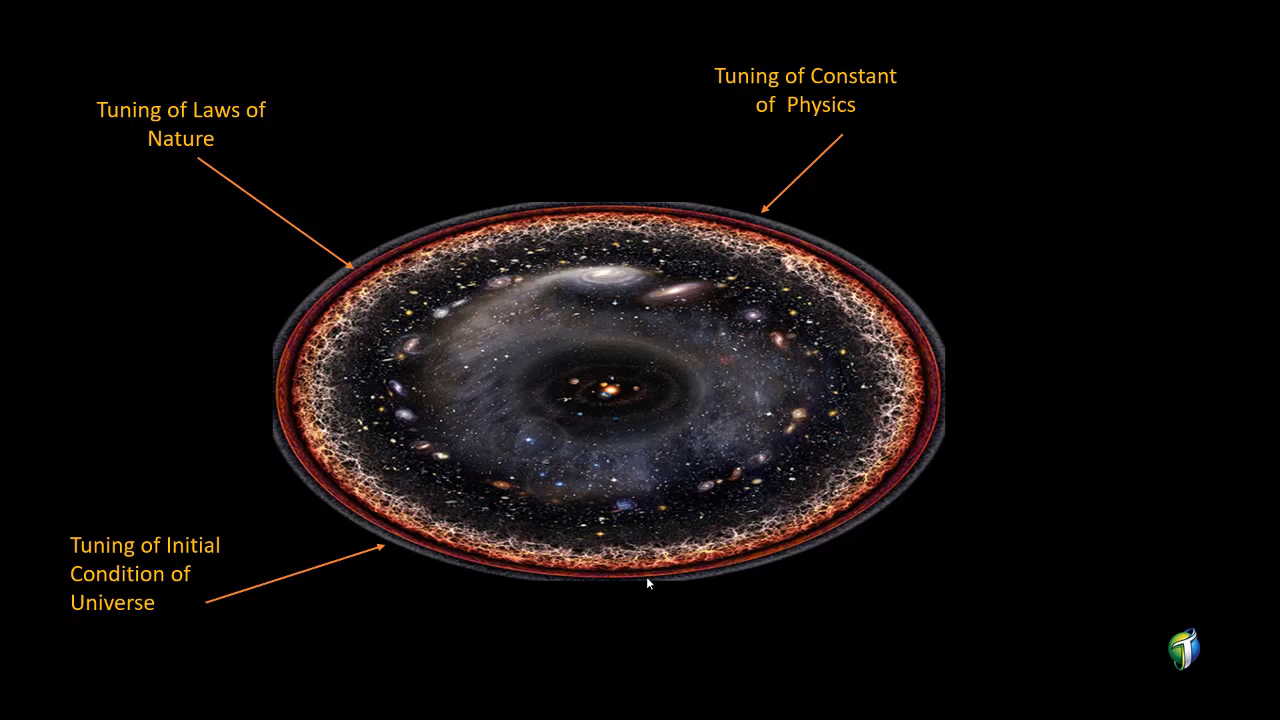 Tuning of Laws of
Nature
Tuning of Constant
of Physics
Tuning of Initial
Condition of
Universe
T